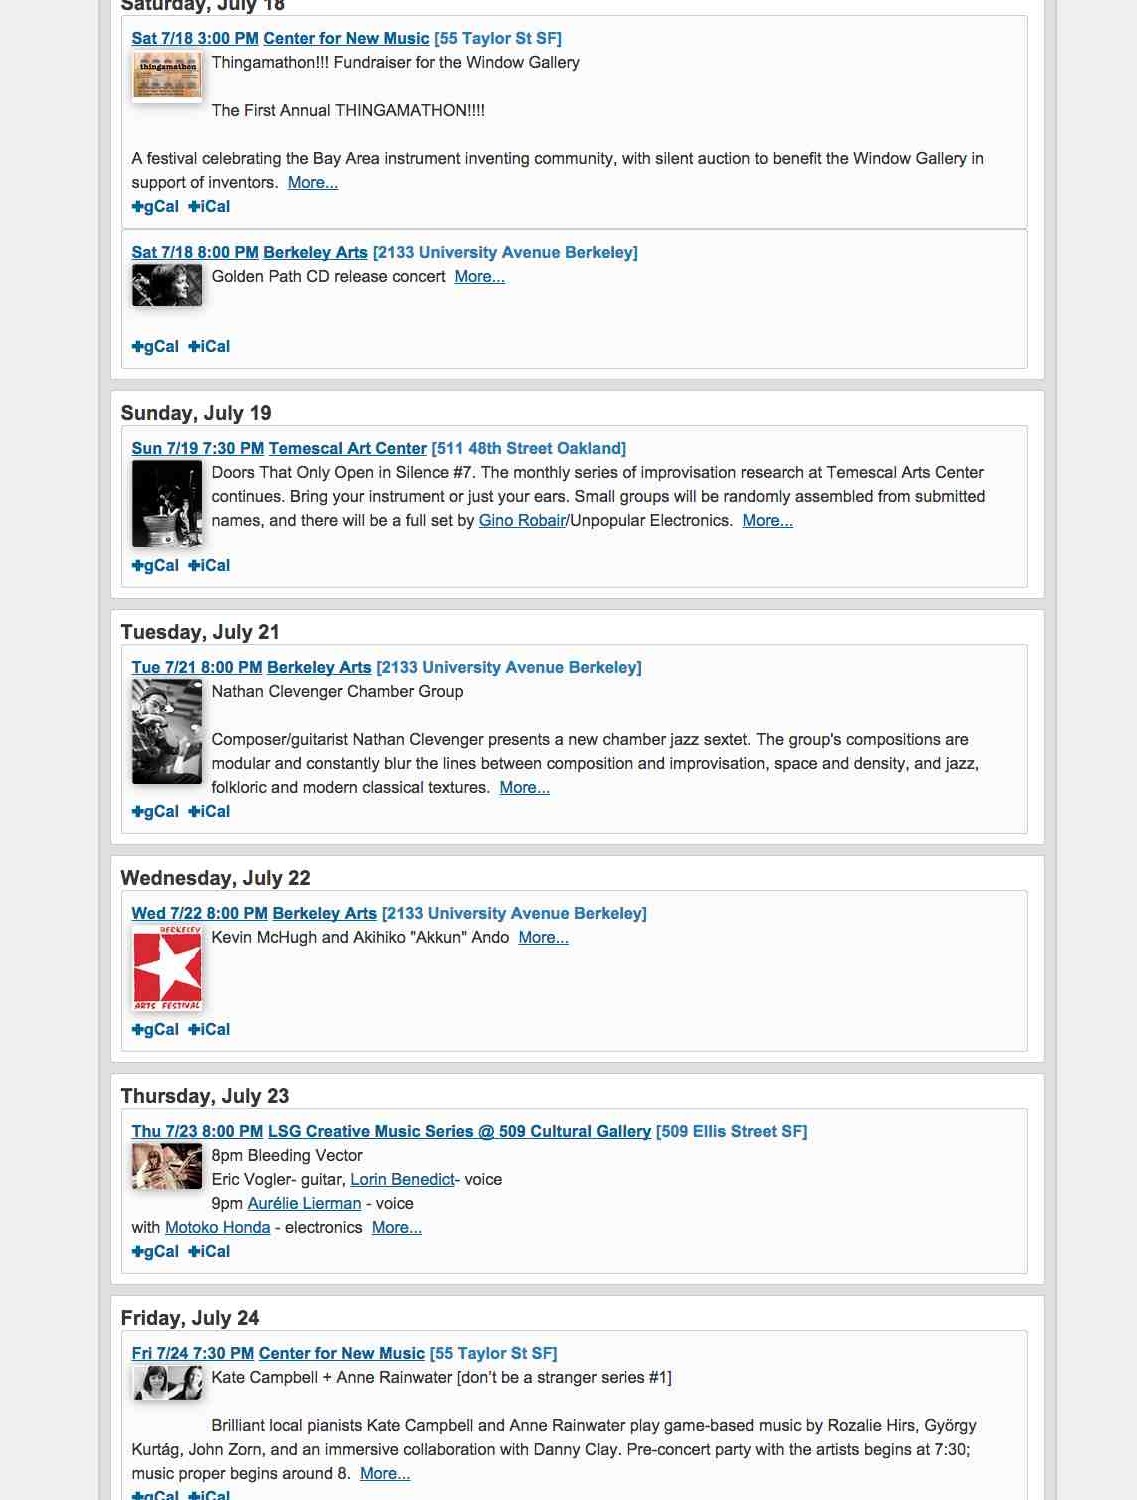 Saturday, July 18
Sat 7/18 3:00 PM Center for New Music [55 Taylor St SF]
thingamathon
Thingamathon!!! Fundraiser for the Window Gallery
The First Annual THINGAMATHON!!!!
A festival celebrating the Bay Area instrument inventing community, with silent auction to benefit the Window Gallery in
support of inventors. More...
✚gCal ✚iCal
Sat 7/18 8:00 PM Berkeley Arts [2133 University Avenue Berkeley]
Golden Path CD release concert More...
✚gCal ✚iCal
Sunday, July 19
Sun 7/19 7:30 PM Temescal Art Center [511 48th Street Oakland]
Doors That Only Open in Silence #7. The monthly series of improvisation research at Temescal Arts Center
continues. Bring your instrument or just your ears. Small groups will be randomly assembled from submitted
names, and there will be a full set by Gino Robair/Unpopular Electronics. More...
✚gCal ✚iCal
Tuesday, July 21
Tue 7/21 8:00 PM Berkeley Arts [2133 University Avenue Berkeley]
Nathan Clevenger Chamber Group
Composer/guitarist Nathan Clevenger presents a new chamber jazz sextet. The group's compositions are
modular and constantly blur the lines between composition and improvisation, space and density, and jazz,
folkloric and modern classical textures. More...
✚gCal ✚iCal
Wednesday, July 22
Wed 7/22 8:00 PM Berkeley Arts [2133 University Avenue Berkeley]
BERKELEY
Kevin McHugh and Akihiko "Akkun" Ando More...
ARTS FESTIVAL
✚gCal ✚iCal
Thursday, July 23
Thu 7/23 8:00 PM LSG Creative Music Series @ 509 Cultural Gallery [509 Ellis Street SF]
8pm Bleeding Vector
Eric Vogler- guitar, Lorin Benedict- voice
9pm Aurélie Lierman - voice
with Motoko Honda - electronics More...
✚gCal ✚iCal
Friday, July 24
Fri 7/24 7:30 PM Center for New Music [55 Taylor St SF]
Kate Campbell + Anne Rainwater [don't be a stranger series #1]
Brilliant local pianists Kate Campbell and Anne Rainwater play game-based music by Rozalie Hirs, György
Kurtág, John Zorn, and an immersive collaboration with Danny Clay. Pre-concert party with the artists begins at 7:30;
music proper begins around 8. More...
✚gCal ✚iCal